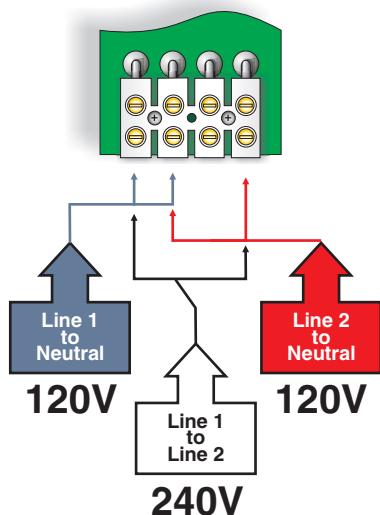 Line 1
to
Neutral
120V
Line 1
to
Line 2
240V
Line 2
to
Neutral
120V